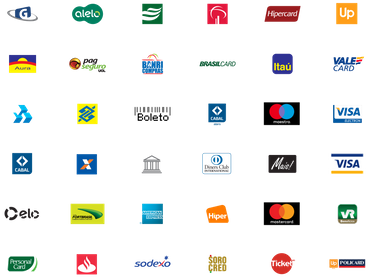 G
alelo
Hipercard
Up
Aura
pag
seguro
UOL
BANRI
COMPRAS
BRASILCARD
Itaú
VALE
CARD
Boleto
CABAL
maestro
VISA
ELECTRON
CABAL
Diners Club
INTERNATIONAL
Mais!
VISA
elo
Hiper
mastercard
VR
Personal
Card
sodexo
SORO
CRED
Ticket
Up POLICARD